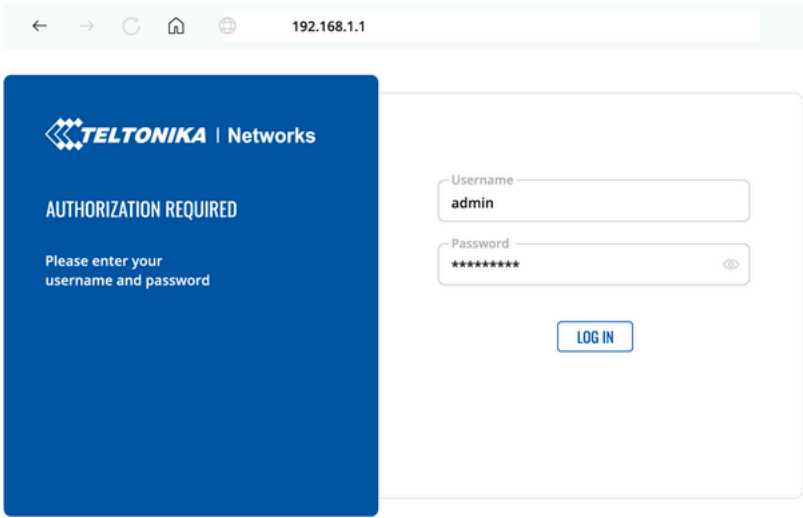 192.168.1.1
TELTONIKA | Networks
AUTHORIZATION REQUIRED
Please enter your
username and password
Username
admin
Password
*********
LOG IN